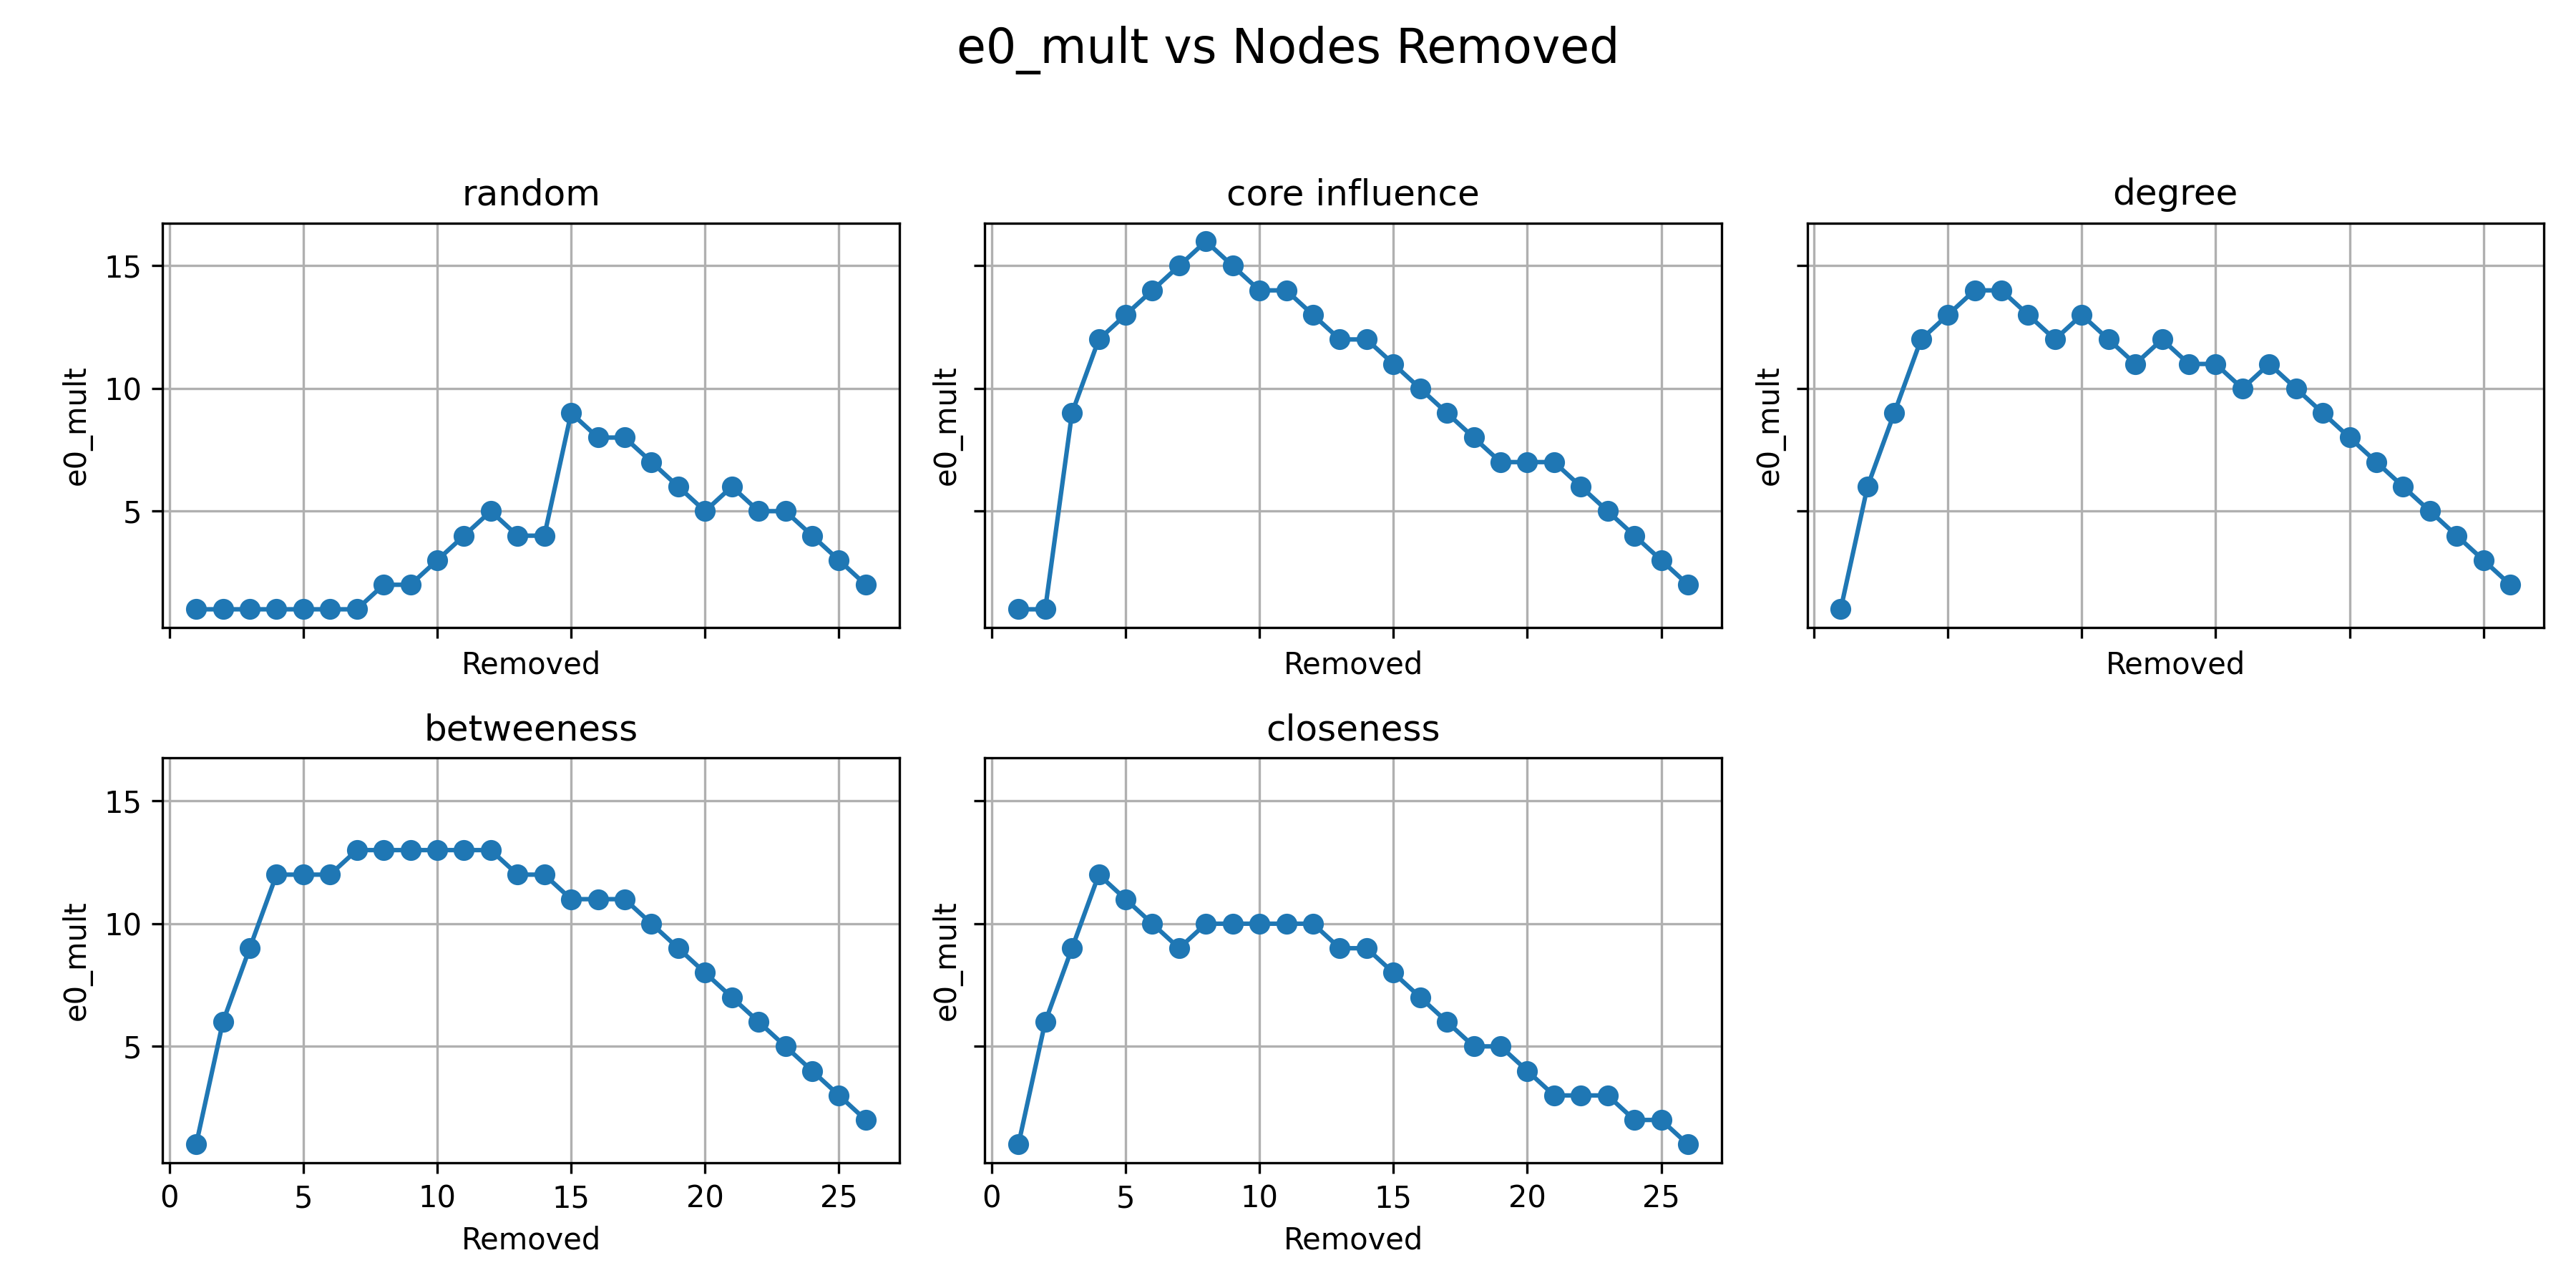 e0_mult vs Nodes Removed
random
core influence
degree
15
10
5
e0_mult
e0_mult
e0_mult
Removed
Removed
Removed
betweeness
closeness
15
10
5
e0_mult
e0_mult
0 5 10 15 20 25
0 5 10 15 20 25
Removed
Removed